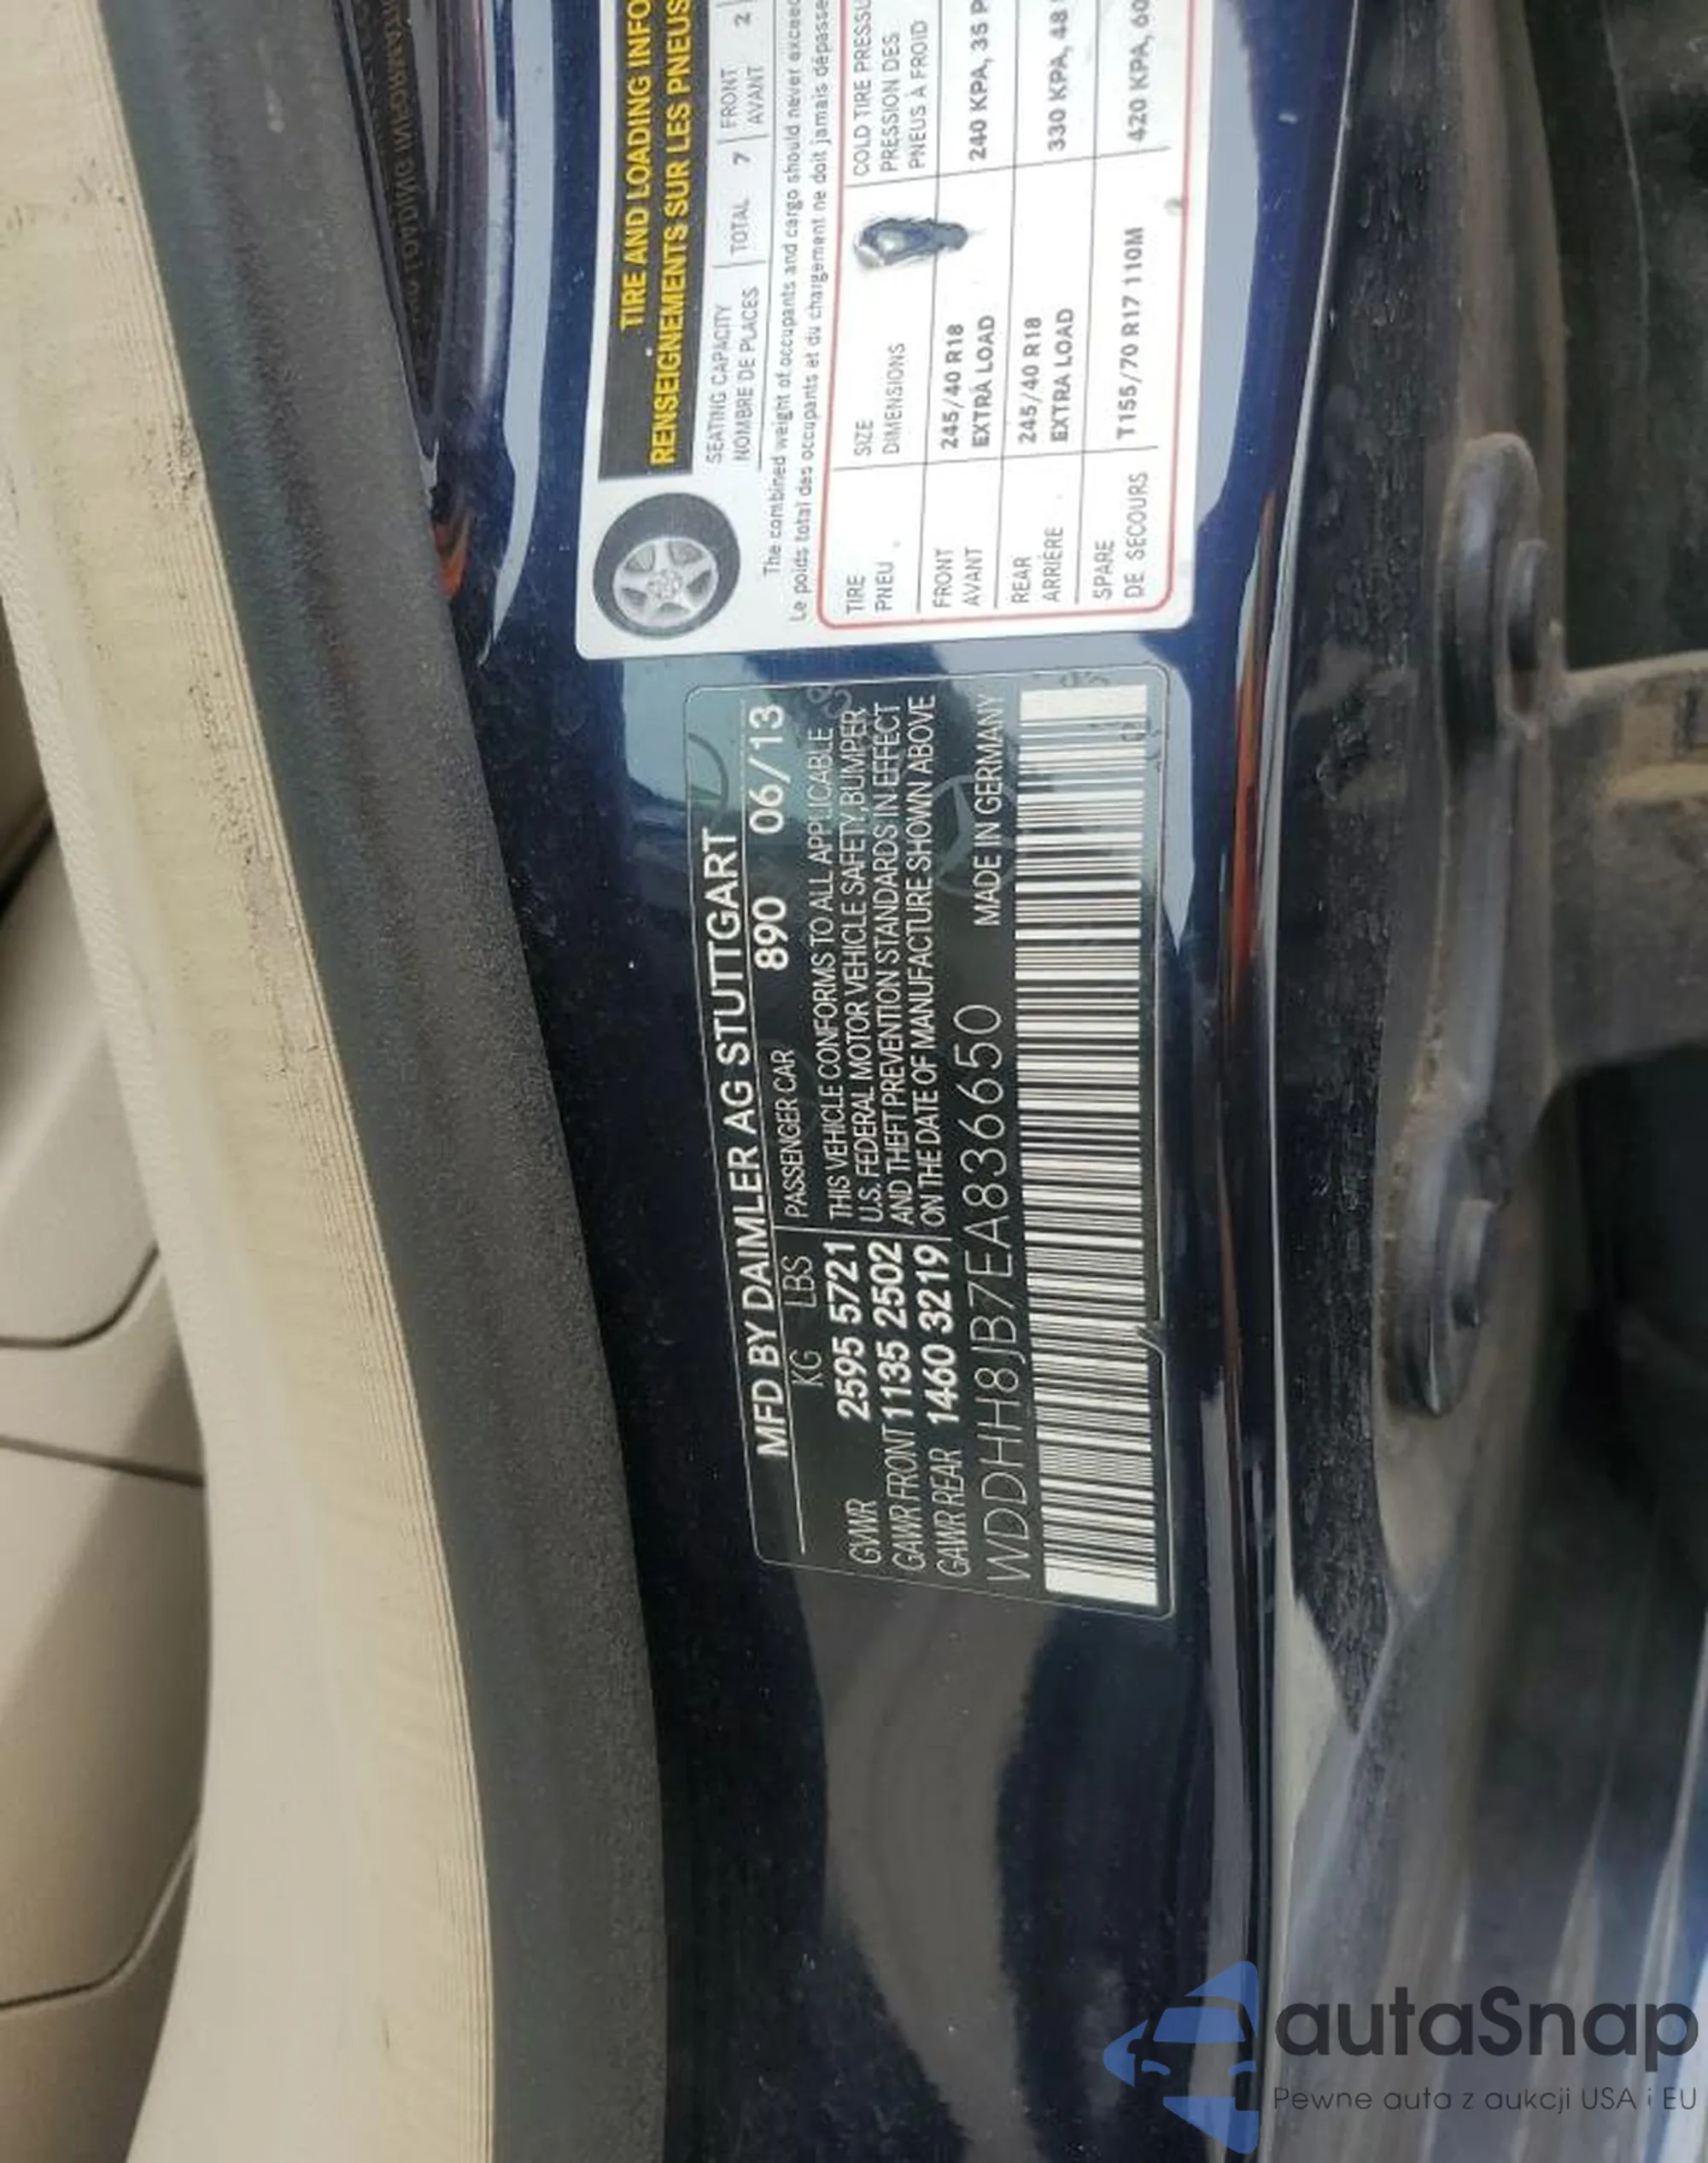 TIRE AND LOADING INFO
RENSEIGNEMENTS SUR LES PNEUS
SEATING CAPACITY
NOMBRE DE PLACES
TOTAL 7
FRONT
AVANT
2
The combined weight of occupants and cargo should never exceed
Le poids total des occupants et du chargement ne doit jamais dépasse
TIRE
PNEU
SIZE
DIMENSIONS
COLD TIRE PRESSU
PRESSION DES
PNEUS À FROID
FRONT
AVANT
245/40 R18
EXTRA LOAD
240 KPA, 35 P
REAR
ARRIÈRE
245/40 R18
EXTRA LOAD
330 KPA, 48
SPARE
DE SECOURS
T155/70 R17 110M
420 KPA, 60
MFD BY DAIMLER AG STUTTGART
KG LBS PASSENGER CAR 890 06/13
GVWR 2595 5721 THIS VEHICLE CONFORMS TO ALL APPLICABLE
GAWR FRONT 1135 2502 U.S. FEDERAL MOTOR VEHICLE SAFETY, BUMPER
GAWR REAR 1460 3219 AND THEFT PREVENTION STANDARDS IN EFFECT
ON THE DATE OF MANUFACTURE SHOWN ABOVE
WDDHH8JB7EA836650 MADE IN GERMANY
autaSnap
Pewne auta z aukcji USA i EU